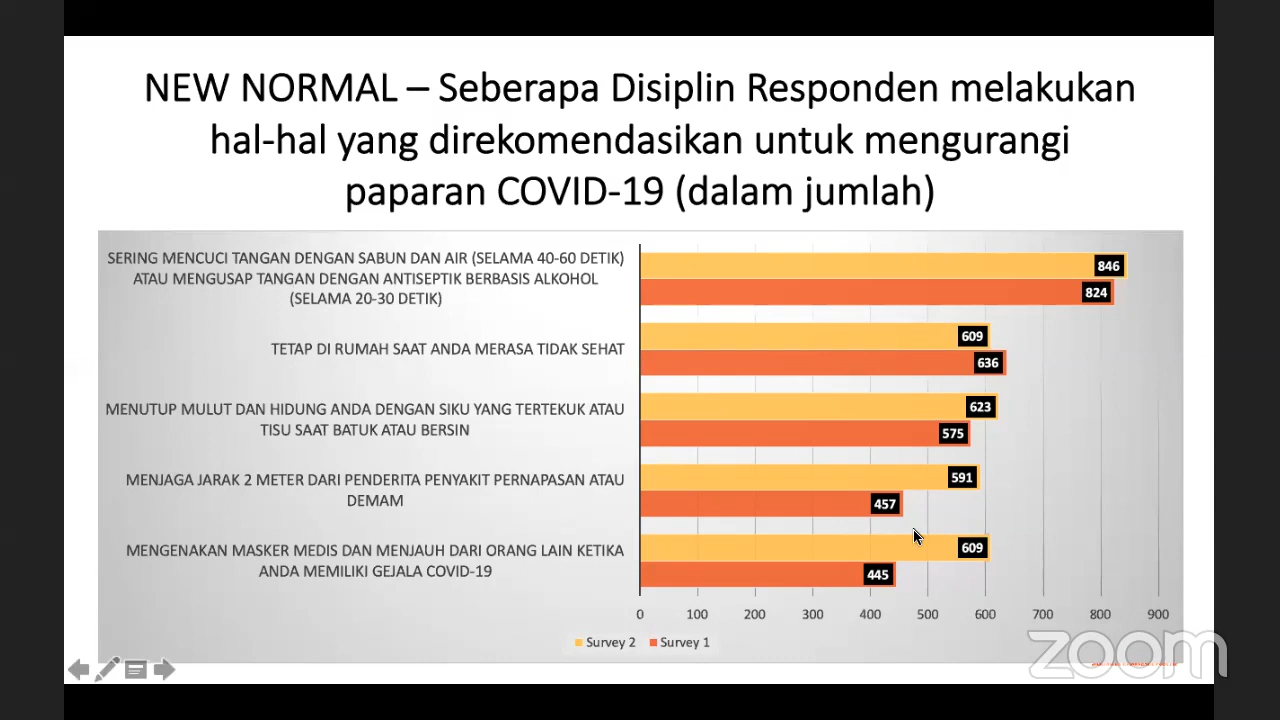 NEW NORMAL – Seberapa Disiplin Responden melakukan
hal-hal yang direkomendasikan untuk mengurangi
paparan COVID-19 (dalam jumlah)
SERING MENCUCI TANGAN DENGAN SABUN DAN AIR (SELAMA 40-60 DETIK)
ATAU MENGUSAP TANGAN DENGAN ANTISEPTIK BERBASIS ALKOHOL
(SELAMA 20-30 DETIK)
846
824
TETAP DI RUMAH SAAT ANDA MERASA TIDAK SEHAT
609
636
MENUTUP MULUT DAN HIDUNG ANDA DENGAN SIKU YANG TERTEKUK ATAU
TISU SAAT BATUK ATAU BERSIN
623
575
MENJAGA JARAK 2 METER DARI PENDERITA PENYAKIT PERNAPASAN ATAU
DEMAM
591
457
MENGENAKAN MASKER MEDIS DAN MENJAUH DARI ORANG LAIN KETIKA
ANDA MEMILIKI GEJALA COVID-19
609
445
0 100 200 300 400 500 600 700 800 900
Survey 2 Survey 1
zoom